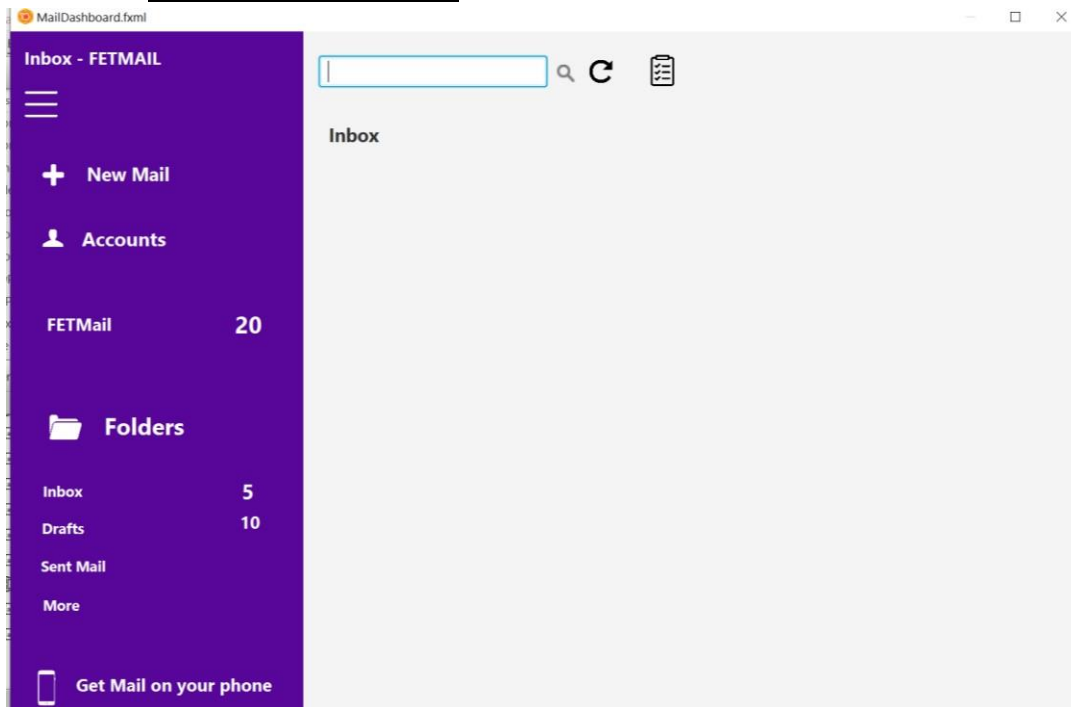 MailDashboard.fxml
Inbox - FETMAIL
New Mail
Accounts
FETMail 20
Folders
Inbox 5
Drafts 10
Sent Mail
More
Get Mail on your phone
Inbox